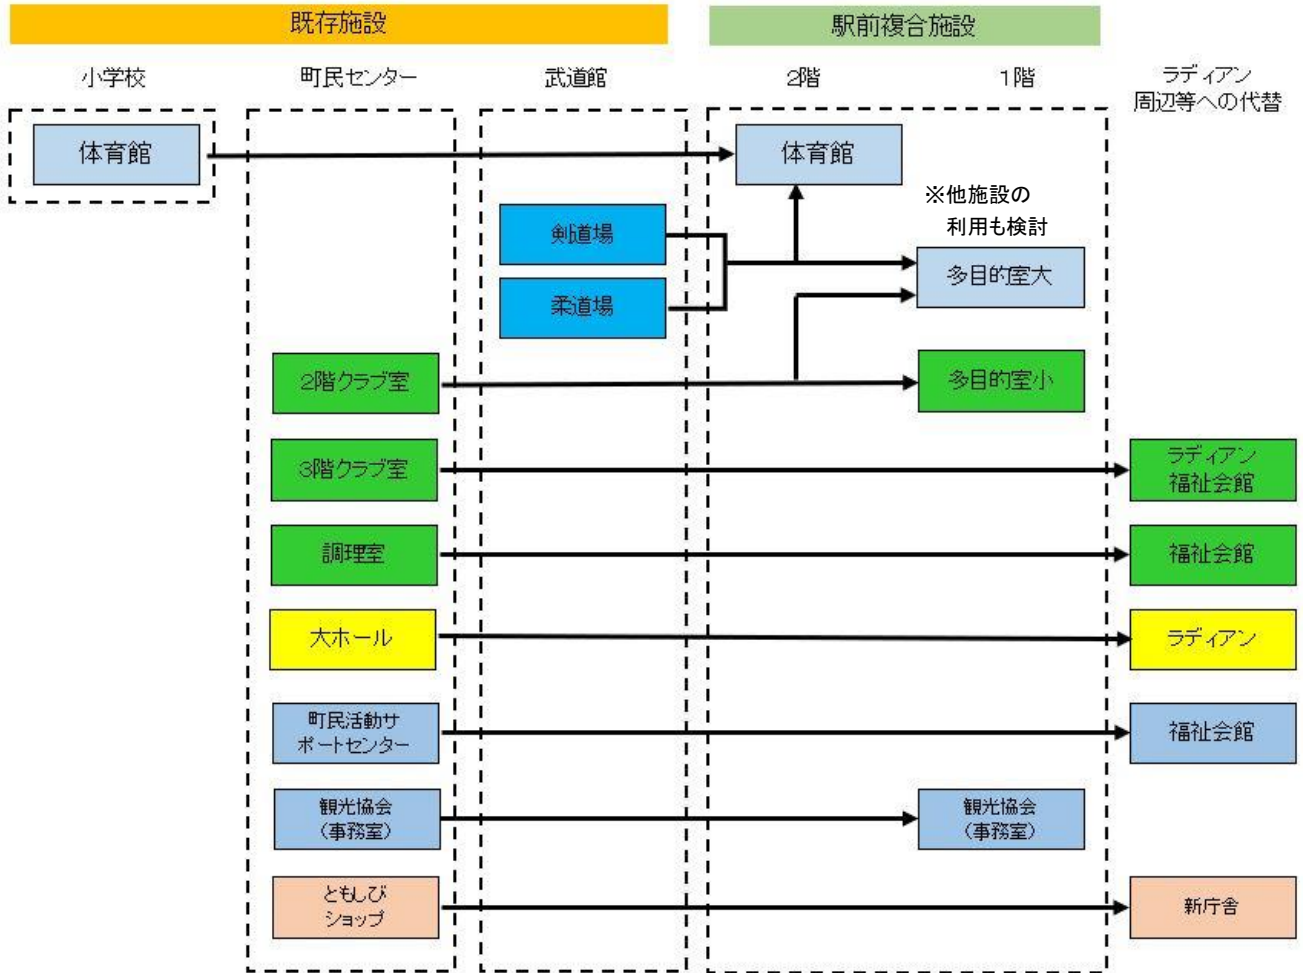 既存施設
駅前複合施設
小学校
町民センター
武道館
2階
1階
ラディアン
周辺等への代替
体育館
体育館
※他施設の
利用も検討
剣道場
多目的室大
柔道場
2階クラブ室
多目的室小
3階クラブ室
ラディアン
福祉会館
調理室
福祉会館
大ホール
ラディアン
町民活動サ
ポートセンター
福祉会館
観光協会
(事務室)
観光協会
(事務室)
ともしび
ショップ
新庁舎